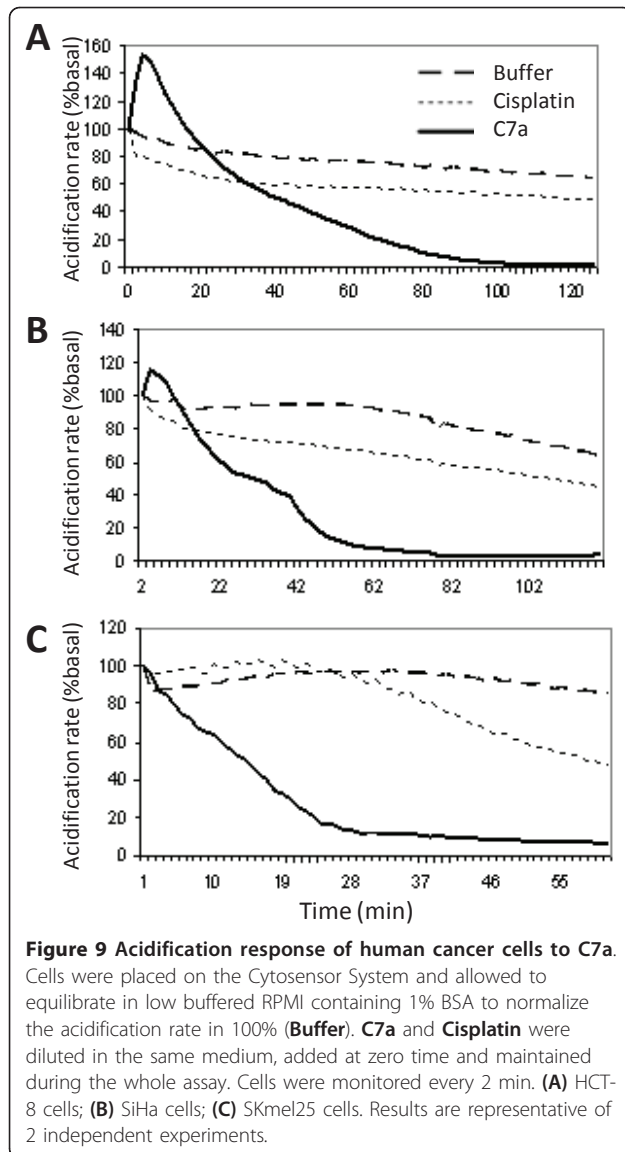 A
160
140
120
100
80
60
40
20
0
Acidification rate (%basal)
Buffer
Cisplatin
C7a
0 20 40 60 80 100 120
B
140
120
100
80
60
40
20
0
Acidification rate (%basal)
2 22 42 62 82 102
C
120
100
80
60
40
20
0
Acidification rate (%basal)
1 10 19 28 37 46 55
Time (min)
Figure 9 Acidification response of human cancer cells to C7a.
Cells were placed on the Cytosensor System and allowed to
equilibrate in low buffered RPMI containing 1% BSA to normalize
the acidification rate in 100% (Buffer). C7a and Cisplatin were
diluted in the same medium, added at zero time and maintained
during the whole assay. Cells were monitored every 2 min. (A) HCT-
8 cells; (B) SiHa cells; (C) SKmel25 cells. Results are representative of
2 independent experiments.